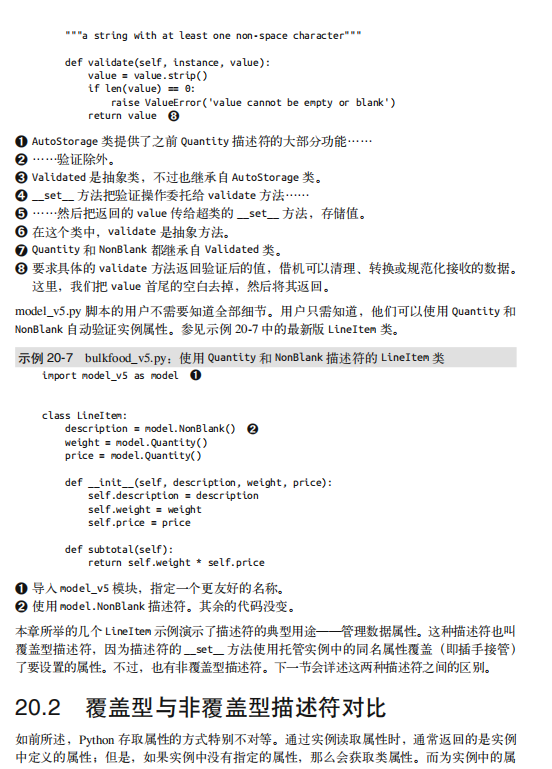 """a string with at least one non-space character"""
def validate(self, instance, value):
value = value.strip()
if len(value) == 0:
raise ValueError('value cannot be empty or blank')
return value ❽
❶ AutoStorage 类提供了之前 Quantity 描述符的大部分功能……
❷ ……验证除外。
❸ Validated 是抽象类，不过也继承自 AutoStorage 类。
❹ __set__ 方法把验证操作委托给 validate 方法……
❺ ……然后把返回的 value 传给超类的 __set__ 方法，存储值。
❻ 在这个类中，validate 是抽象方法。
❼ Quantity 和 NonBlank 都继承自 Validated 类。
❽ 要求具体的 validate 方法返回验证后的值，借机可以清理、转换或规范化接收的数据。
这里，我们把 value 首尾的空白去掉，然后将其返回。
model_v5.py 脚本的用户不需要知道全部细节。用户只需知道，他们可以使用 Quantity 和
NonBlank 自动验证实例属性。参见示例 20-7 中的最新版 LineItem 类。
示例 20-7 bulkfood_v5.py：使用 Quantity 和 NonBlank 描述符的 LineItem 类
import model_v5 as model ❶
class LineItem:
description = model.NonBlank() ❷
weight = model.Quantity()
price = model.Quantity()
def __init__(self, description, weight, price):
self.description = description
self.weight = weight
self.price = price
def subtotal(self):
return self.weight * self.price
❶ 导入 model_v5 模块，指定一个更友好的名称。
❷ 使用 model.NonBlank 描述符。其余的代码没变。
本章所举的几个 LineItem 示例演示了描述符的典型用途——管理数据属性。这种描述符也叫
覆盖型描述符，因为描述符的 __set__ 方法使用托管实例中的同名属性覆盖（即插手接管）
了要设置的属性。不过，也有非覆盖型描述符。下一节会详述这两种描述符之间的区别。
20.2 覆盖型与非覆盖型描述符对比
如前所述，Python 存取属性的方式特别不对等。通过实例读取属性时，通常返回的是实例
中定义的属性；但是，如果实例中没有指定的属性，那么会获取类属性。而为实例中的属